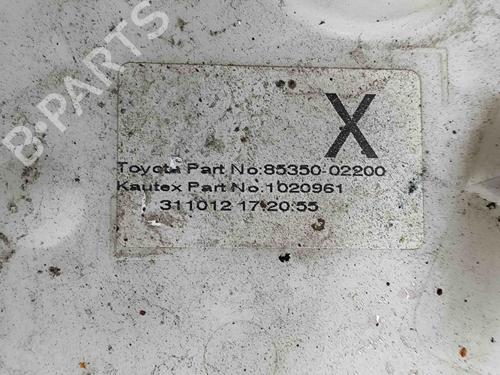 B-PARTS
X
Toyota Part No:85350-02200
Kautex Part No:1020961
311012 17:20:55